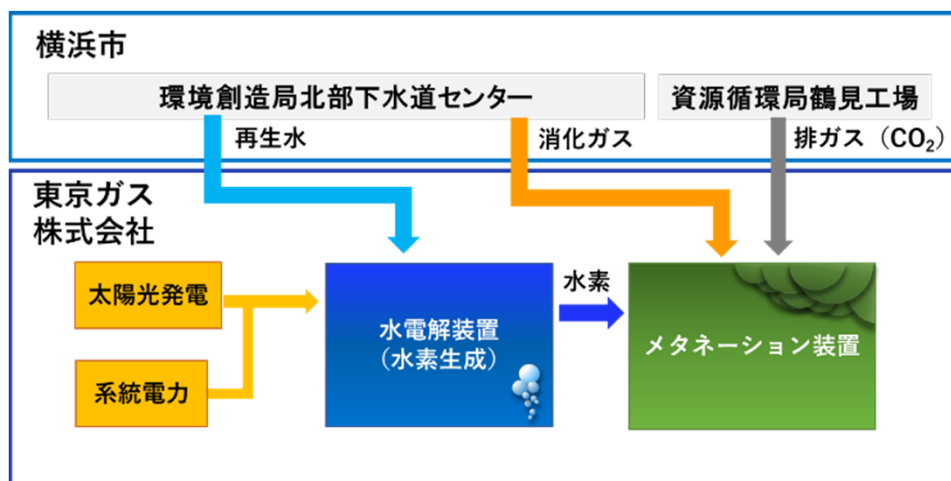 横浜市
環境創造局北部下水道センター
資源循環局鶴見工場
再生水
消化ガス
排ガス（CO₂）
東京ガス
株式会社
太陽光発電
系統電力
水電解装置
（水素生成）
水素
メタネーション装置